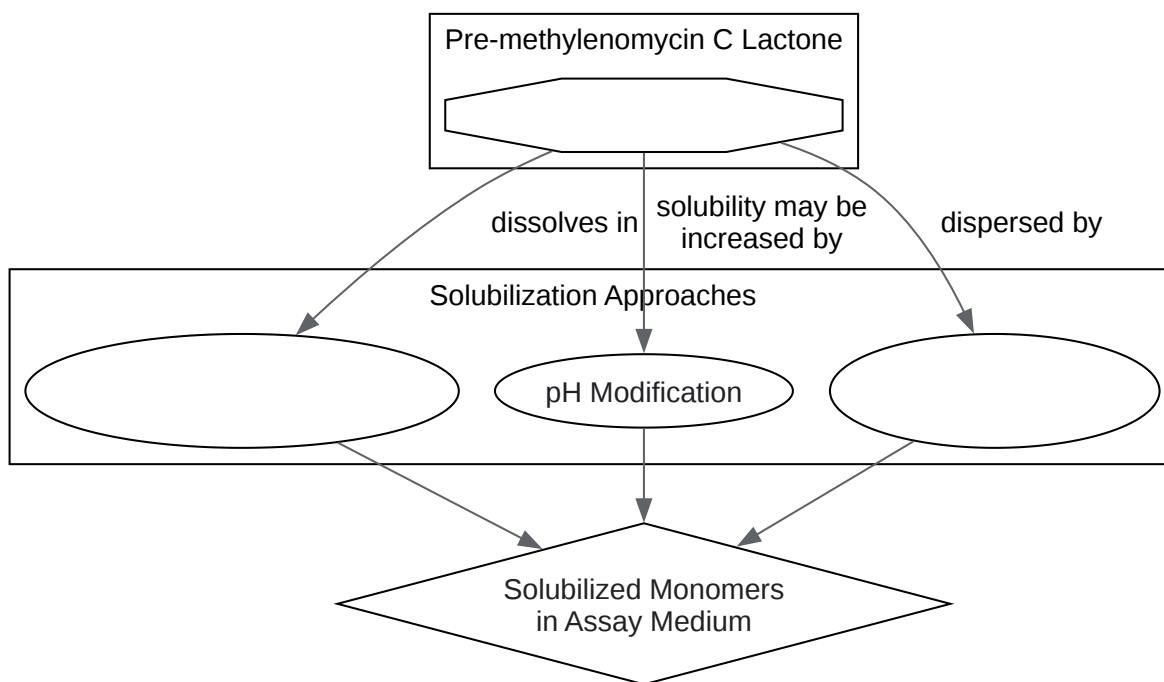 Pre-methylenomycin C Lactone
dissolves in
solubility may be
increased by
dispersed by
Solubilization Approaches
pH Modification
Solubilized Monomers
in Assay Medium